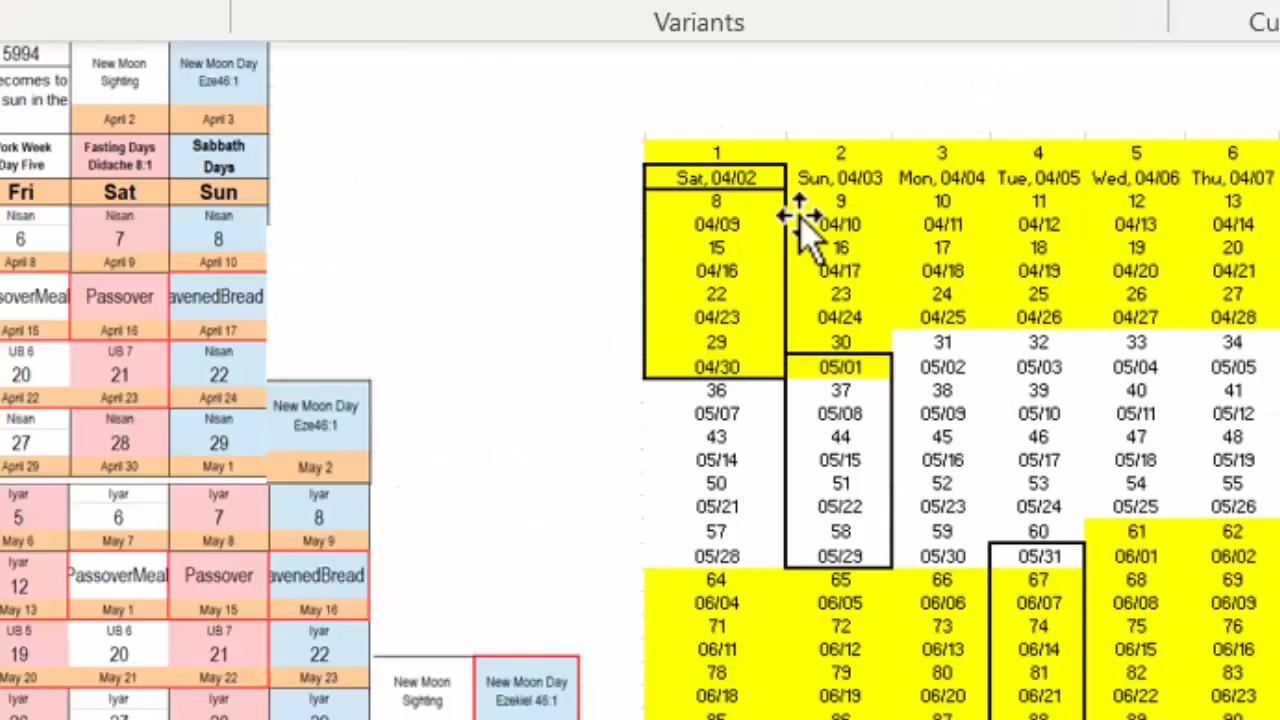 Variants
Cu
5994
ecomes to
sun in the
New Moon
Sighting
April 2
New Moon Day
Eze46:1
April 3
ork Week
Day Five
Fasting Days
Didache 8:1
Sabbath
Days
Fri Sat Sun
Nisan Nisan Nisan
6 7 8
April 8 April 9 April 10
soverMeal Passover avenedBread
April 15 April 16 April 17
UB 6 UB 7 Nisan
20 21 22
April 22 April 23 April 24
Nisan Nisan Nisan
27 28 29
April 29 April 30 May 1
New Moon Day
Eze46:1
May 2
Iyar Iyar Iyar Iyar
5 6 7 8
May 6 May 7 May 8 May 9
Iyar
12 PassoverMeal Passover avenedBread
May 13 May 1 May 15 May 16
UB 5 UB 6 UB 7 Iyar
19 20 21 22
May 20 May 21 May 22 May 23
Iyar Iyar Iyar Iyar
New Moon
Sighting
New Moon Day
Ezekiel 46:1
1 2 3 4 5 6
Sat, 04/02 Sun, 04/03 Mon, 04/04 Tue, 04/05 Wed, 04/06 Thu, 04/07
8 9 10 11 12 13
04/09 04/10 04/11 04/12 04/13 04/14
15 16 17 18 19 20
04/16 04/17 04/18 04/19 04/20 04/21
22 23 24 25 26 27
04/23 04/24 04/25 04/26 04/27 04/28
29 30 31 32 33 34
04/30 05/01 05/02 05/03 05/04 05/05
36 37 38 39 40 41
05/07 05/08 05/09 05/10 05/11 05/12
43 44 45 46 47 48
05/14 05/15 05/16 05/17 05/18 05/19
50 51 52 53 54 55
05/21 05/22 05/23 05/24 05/25 05/26
57 58 59 60 61 62
05/28 05/29 05/30 05/31 06/01 06/02
64 65 66 67 68 69
06/04 06/05 06/06 06/07 06/08 06/09
71 72 73 74 75 76
06/11 06/12 06/13 06/14 06/15 06/16
78 79 80 81 82 83
06/18 06/19 06/20 06/21 06/22 06/23